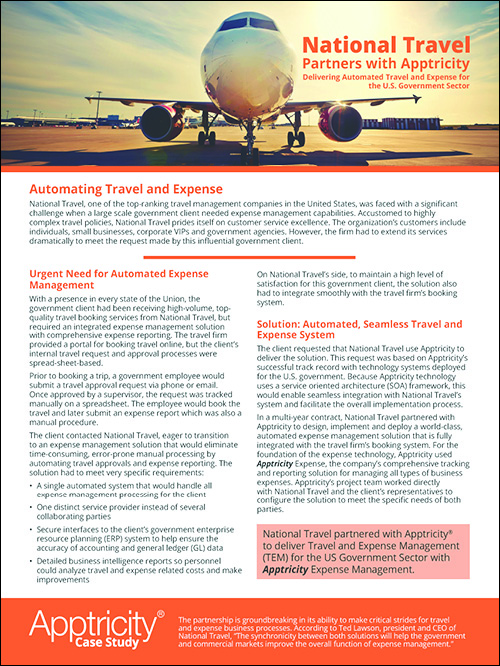 National Travel
Partners with Apptricity
Delivering Automated Travel and Expense for
the U.S. Government Sector
Automating Travel and Expense
National Travel, one of the top-ranking travel management companies in the United States, was faced with a significant
challenge when a large scale government client needed expense management capabilities. Accustomed to highly
complex travel policies, National Travel prides itself on customer service excellence. The organization's customers include
individuals, small businesses, corporate VIPs and government agencies. However, the firm had to extend its services
dramatically to meet the request made by this influential government client.
Urgent Need for Automated Expense
Management
With a presence in every state of the Union, the
government client had been receiving high-volume, top-
quality travel booking services from National Travel, but
required an integrated expense management solution
with comprehensive expense reporting. The travel firm
provided a portal for booking travel online, but the client's
internal travel request and approval processes were
spread-sheet-based.
Prior to booking a trip, a government employee would
submit a travel approval request via phone or email.
Once approved by a supervisor, the request was tracked
manually on a spreadsheet. The employee would book the
travel and later submit an expense report which was also a
manual procedure.
The client contacted National Travel, eager to transition
to an expense management solution that would eliminate
time-consuming, error-prone manual processing by
automating travel approvals and expense reporting. The
solution had to meet very specific requirements:
• A single automated system that would handle all
expense management processing for the client
• One distinct service provider instead of several
collaborating parties
• Secure interfaces to the client's government enterprise
resource planning (ERP) system to help ensure the
accuracy of accounting and general ledger (GL) data
• Detailed business intelligence reports so personnel
could analyze travel and expense related costs and make
improvements
On National Travel's side, to maintain a high level of
satisfaction for this government client, the solution also
had to integrate smoothly with the travel firm's booking
system.
Solution: Automated, Seamless Travel and
Expense System
The client requested that National Travel use Apptricity to
deliver the solution. This request was based on Apptricity's
successful track record with technology systems deployed
for the U.S. government. Because Apptricity technology
uses a service oriented architecture (SOA) framework, this
would enable seamless integration with National Travel's
system and facilitate the overall implementation process.
In a multi-year contract, National Travel partnered with
Apptricity to design, implement and deploy a world-class,
automated expense management solution that is fully
integrated with the travel firm's booking system. For the
foundation of the expense technology, Apptricity used
Apptricity Expense, the company's comprehensive tracking
and reporting solution for managing all types of business
expenses. Apptricity's project team worked directly
with National Travel and the client's representatives to
configure the solution to meet the specific needs of both
parties.
National Travel partnered with Apptricity®
to deliver Travel and Expense Management
(TEM) for the US Government Sector with
Apptricity Expense Management.
Apptricity®
Case Study
The partnership is groundbreaking in its ability to make critical strides for travel
and expense business processes. According to Ted Lawson, president and CEO of
National Travel, "The synchronicity between both solutions will help the government
and commercial markets improve the overall function of expense management."